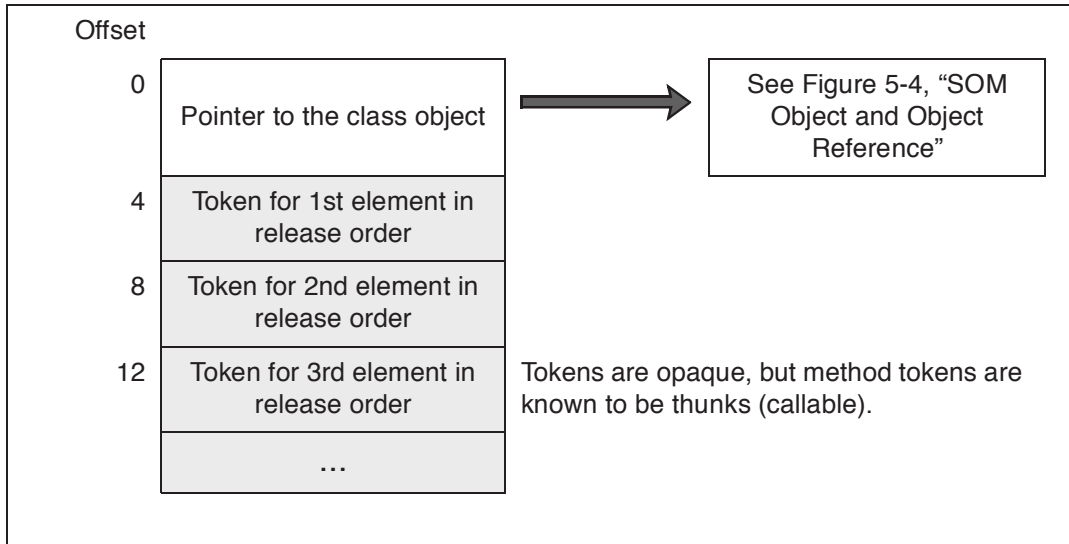 Offset
0
Pointer to the class object
See Figure 5-4, “SOM
Object and Object
Reference”
4
Token for 1st element in
release order
8
Token for 2nd element in
release order
12
Token for 3rd element in
release order
Tokens are opaque, but method tokens are
known to be thunks (callable).
...